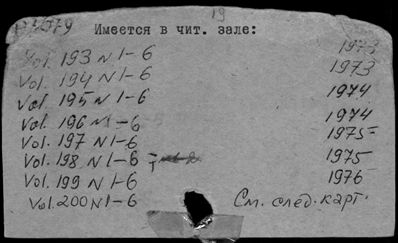 19
Имеется в чит. зале:
Vol. 193 N 1-6 1973
Vol. 194 N 1-6 1973
Vol. 195 N 1-6 1974
Vol. 196 N 1-6 1974
Vol. 197 N 1-6 1975
Vol. 198 N 1-6 1975
Vol. 199 N 1-6 1976
Vol. 200 N 1-6 См. след. карт.